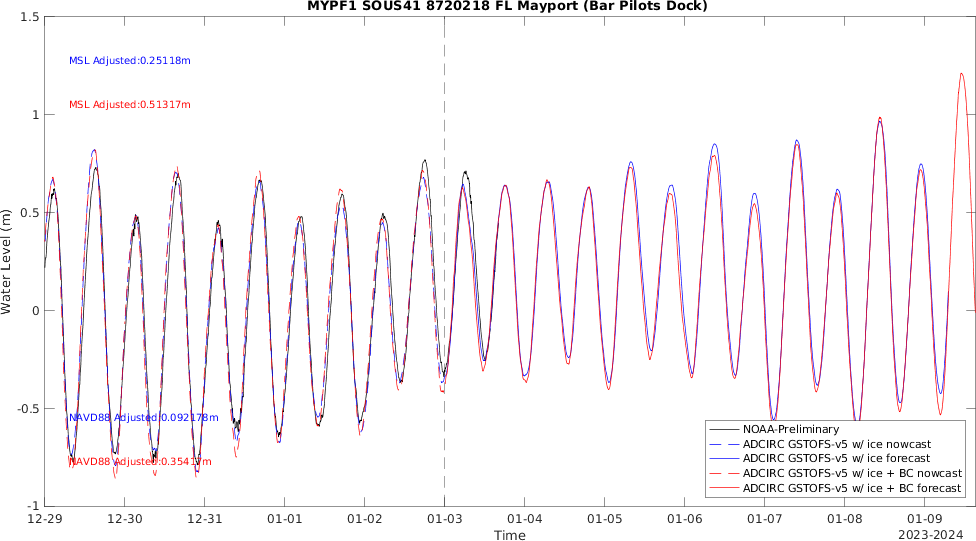 MYPF1 SOUS41 8720218 FL Mayport (Bar Pilots Dock)
1.5
1
0.5
0
-0.5
-1
Water Level (m)
MSL Adjusted:0.25118m
MSL Adjusted:0.51317m
NAVD88 Adjusted:0.092178m
NAVD88 Adjusted:0.35417m
NOAA-Preliminary
ADCIRC GSTOFS-v5 w/ ice nowcast
ADCIRC GSTOFS-v5 w/ ice forecast
ADCIRC GSTOFS-v5 w/ ice + BC nowcast
ADCIRC GSTOFS-v5 w/ ice + BC forecast
12-29 12-30 12-31 01-01 01-02 01-03 01-04 01-05 01-06 01-07 01-08 01-09
Time
2023-2024